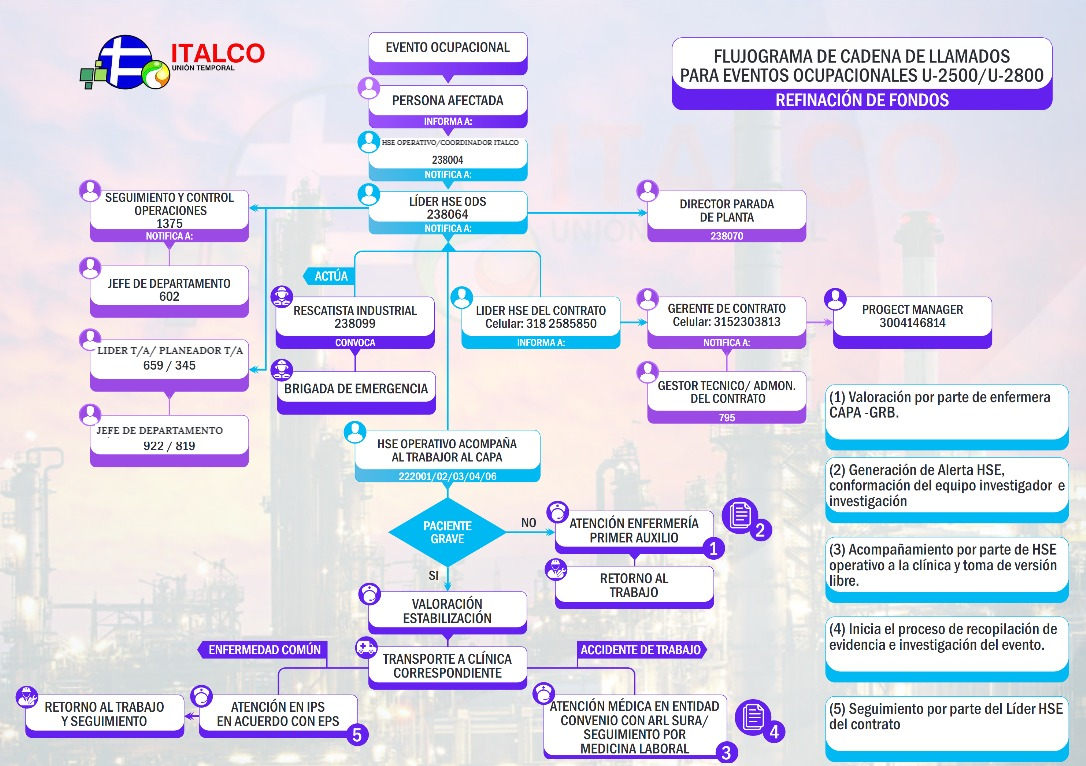 ITALCO
UNIÓN TEMPORAL
FLUJOGRAMA DE CADENA DE LLAMADOS
PARA EVENTOS OCUPACIONALES U-2500/U-2800
REFINACIÓN DE FONDOS
EVENTO OCUPACIONAL
PERSONA AFECTADA
INFORMA A:
HSE OPERATIVO/COORDINADOR ITALCO
238004
NOTIFICA A:
LÍDER HSE ODS
238064
NOTIFICA A:
SEGUIMIENTO Y CONTROL
OPERACIONES
1375
NOTIFICA A:
JEFE DE DEPARTAMENTO
602
LIDER T/A/ PLANEADOR T/A
659 / 345
JEFE DE DEPARTAMENTO
922 / 819
DIRECTOR PARADA
DE PLANTA
238070
ACTÚA
RESCATISTA INDUSTRIAL
238099
CONVOCA
BRIGADA DE EMERGENCIA
LIDER HSE DEL CONTRATO
Celular: 318 2585850
INFORMA A:
GERENTE DE CONTRATO
Celular: 3152303813
NOTIFICA A:
PROGECT MANAGER
3004146814
GESTOR TECNICO/ ADMON.
DEL CONTRATO
795
HSE OPERATIVO ACOMPAÑA
AL TRABAJOR AL CAPA
222001/02/03/04/06
PACIENTE
GRAVE
NO
ATENCIÓN ENFERMERÍA
PRIMER AUXILIO
1
2
RETORNO AL
TRABAJO
SI
VALORACIÓN
ESTABILIZACIÓN
TRANSPORTE A CLÍNICA
CORRESPONDIENTE
ENFERMEDAD COMÚN
ACCIDENTE DE TRABAJO
RETORNO AL TRABAJO
Y SEGUIMIENTO
ATENCIÓN EN IPS
EN ACUERDO CON EPS
5
ATENCIÓN MÉDICA EN ENTIDAD
CONVENIO CON ARL SURA/
SEGUIMIENTO POR
MEDICINA LABORAL
3
4
(1) Valoración por parte de enfermera
CAPA -GRB.
(2) Generación de Alerta HSE,
conformación del equipo investigador e
investigación
(3) Acompañamiento por parte de HSE
operativo a la clínica y toma de versión
libre.
(4) Inicia el proceso de recopilación de
evidencia e investigación del evento.
(5) Seguimiento por parte del Líder HSE
del contrato